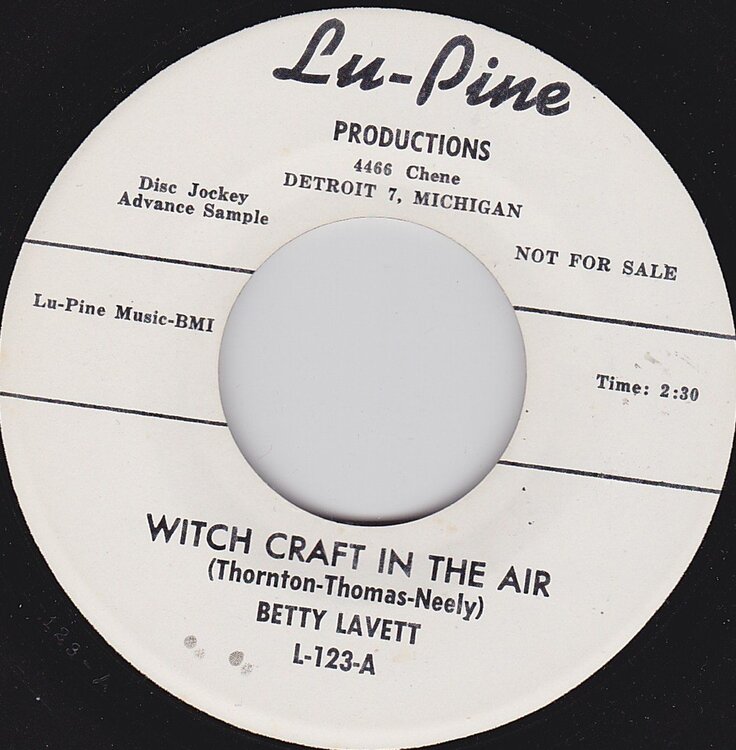 Lu-Pine
PRODUCTIONS
4466 Chene
DETROIT 7, MICHIGAN
Disc Jockey
Advance Sample
NOT FOR SALE
Lu-Pine Music-BMI
Time: 2:30
WITCH CRAFT IN THE AIR
(Thornton-Thomas-Neely)
BETTY LAVETT
L-123-A